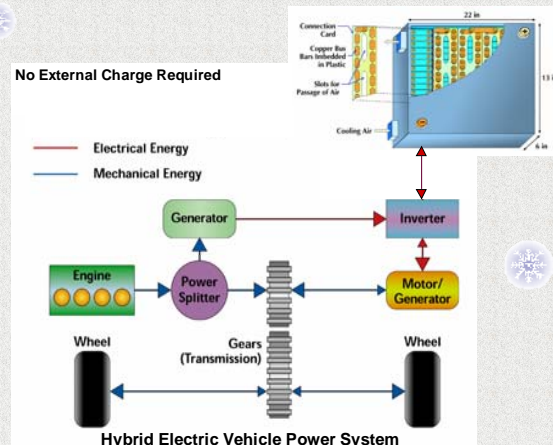 22 in
Connection
Card
Copper Bus
Bars Imbedded
in Plastic
Slots for
Passage of Air
13 i
Cooling Air
6 in
No External Charge Required
Electrical Energy
Mechanical Energy
Generator
Inverter
Engine
Power
Splitter
Motor/
Generator
Wheel
Gears
(Transmission)
Wheel
Hybrid Electric Vehicle Power System